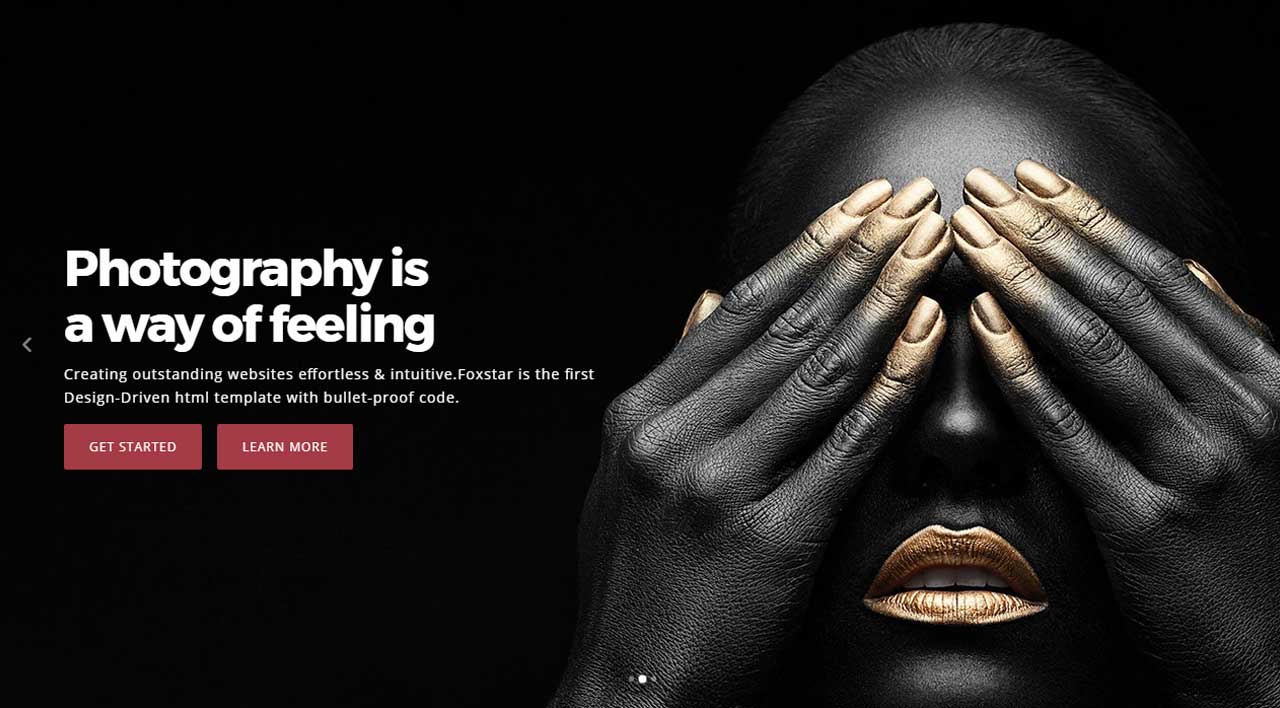 Photography is
a way of feeling
Creating outstanding websites effortless & intuitive.Foxstar is the first
Design-Driven html template with bullet-proof code.
GET STARTED LEARN MORE